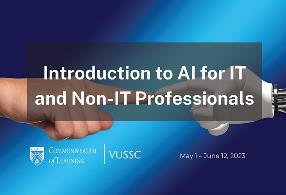 Introduction to AI for IT
and Non-IT Professionals
COMMONWEALTH
OF LEARNING
VUSSC
May 1 - June 12, 2023